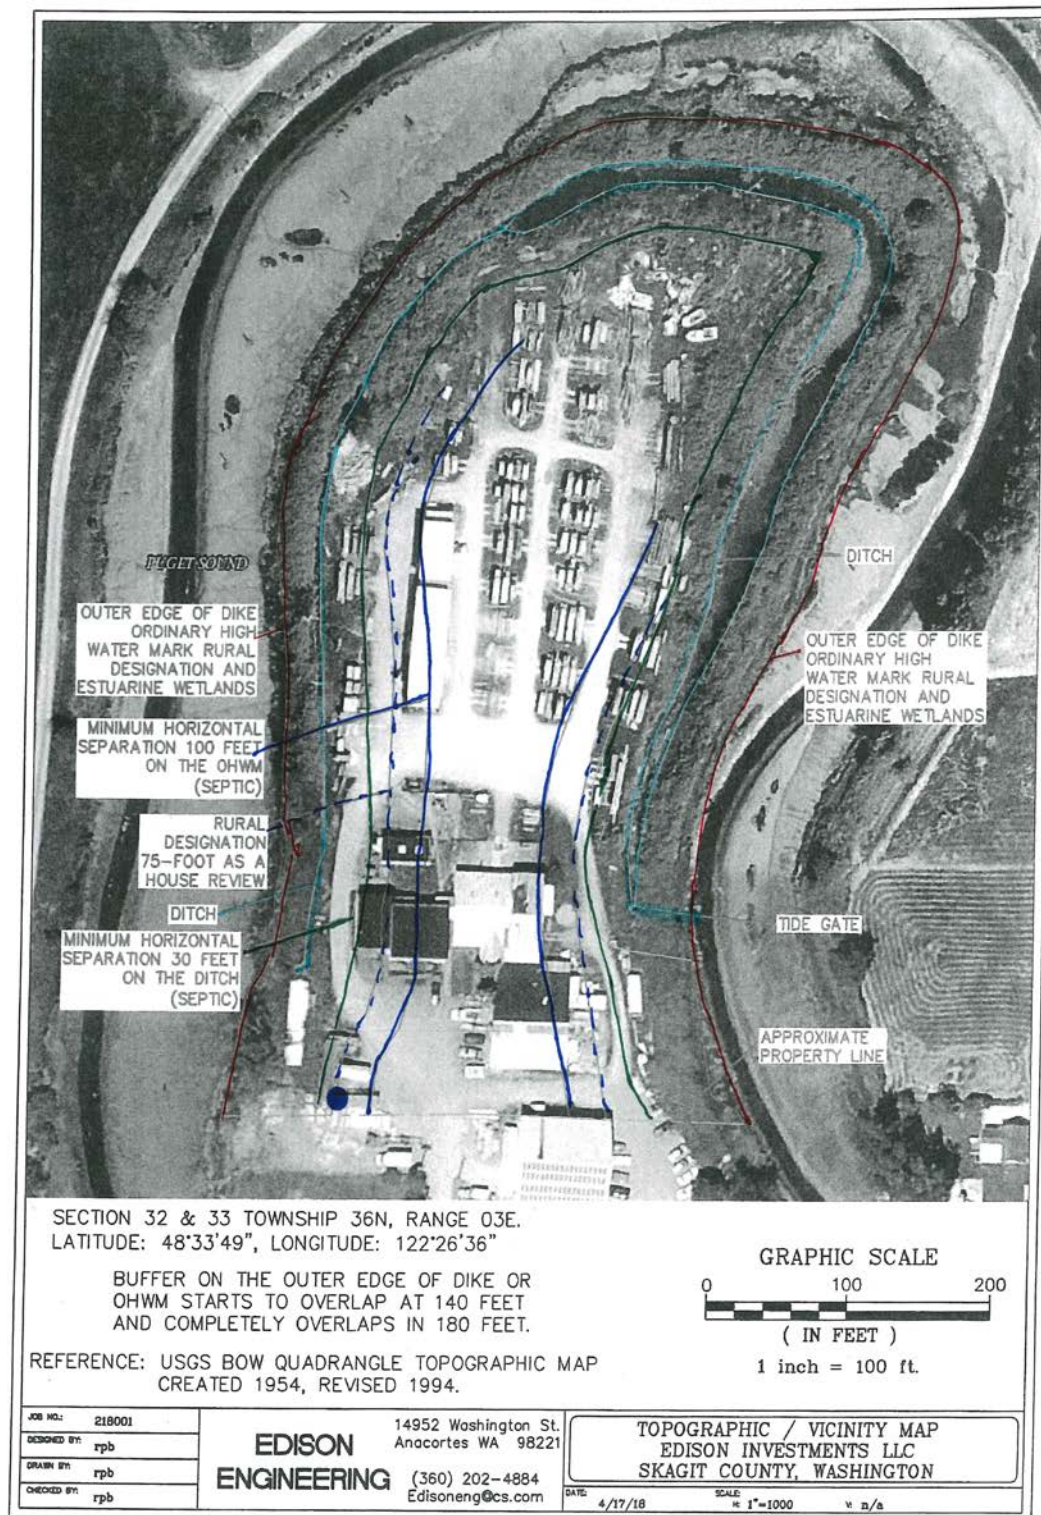 PUGET SOUND
DITCH
OUTER EDGE OF DIKE
ORDINARY HIGH
WATER MARK RURAL
DESIGNATION AND
ESTUARINE WETLANDS
OUTER EDGE OF DIKE
ORDINARY HIGH
WATER MARK RURAL
DESIGNATION AND
ESTUARINE WETLANDS
MINIMUM HORIZONTAL
SEPARATION 100 FEET
ON THE OHWM
(SEPTIC)
RURAL
DESIGNATION
75-FOOT AS A
HOUSE REVIEW
DITCH
TIDE GATE
MINIMUM HORIZONTAL
SEPARATION 30 FEET
ON THE DITCH
(SEPTIC)
APPROXIMATE
PROPERTY LINE
SECTION 32 & 33 TOWNSHIP 36N, RANGE 03E.
LATITUDE: 48°33'49", LONGITUDE: 122°26'36"
BUFFER ON THE OUTER EDGE OF DIKE OR
OHWM STARTS TO OVERLAP AT 140 FEET
AND COMPLETELY OVERLAPS IN 180 FEET.
REFERENCE: USGS BOW QUADRANGLE TOPOGRAPHIC MAP
CREATED 1954, REVISED 1994.
GRAPHIC SCALE
0 100 200
( IN FEET )
1 inch = 100 ft.
JOB NO.: 218001
DESIGNED BY: rpb
DRAWN BY: rpb
CHECKED BY: rpb
EDISON
ENGINEERING
14952 Washington St.
Anacortes WA 98221
(360) 202-4884
Edisoneng@cs.com
TOPOGRAPHIC / VICINITY MAP
EDISON INVESTMENTS LLC
SKAGIT COUNTY, WASHINGTON
DATE: 4/17/18
SCALE:
H: 1"=1000 V: n/a